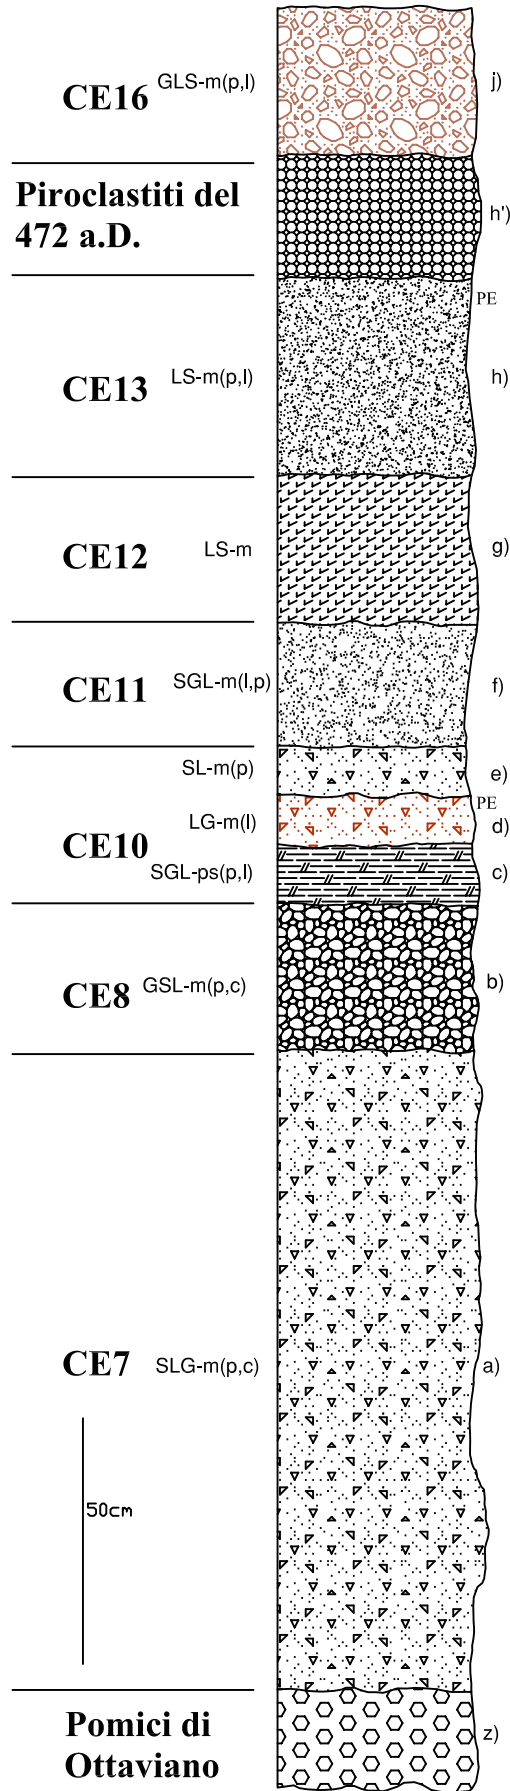 GLS-m(p,l)
CE16
j)
Piroclastiti del
472 a.D.
h')
PE
LS-m(p,l)
CE13
h)
LS-m
CE12
g)
SGL-m(l,p)
CE11
f)
SL-m(p)
e)
PE
LG-m(l)
d)
CE10
SGL-ps(p,l)
c)
GSL-m(p,c)
CE8
b)
CE7
SLG-m(p,c)
a)
50cm
Pomici di
Ottaviano
z)